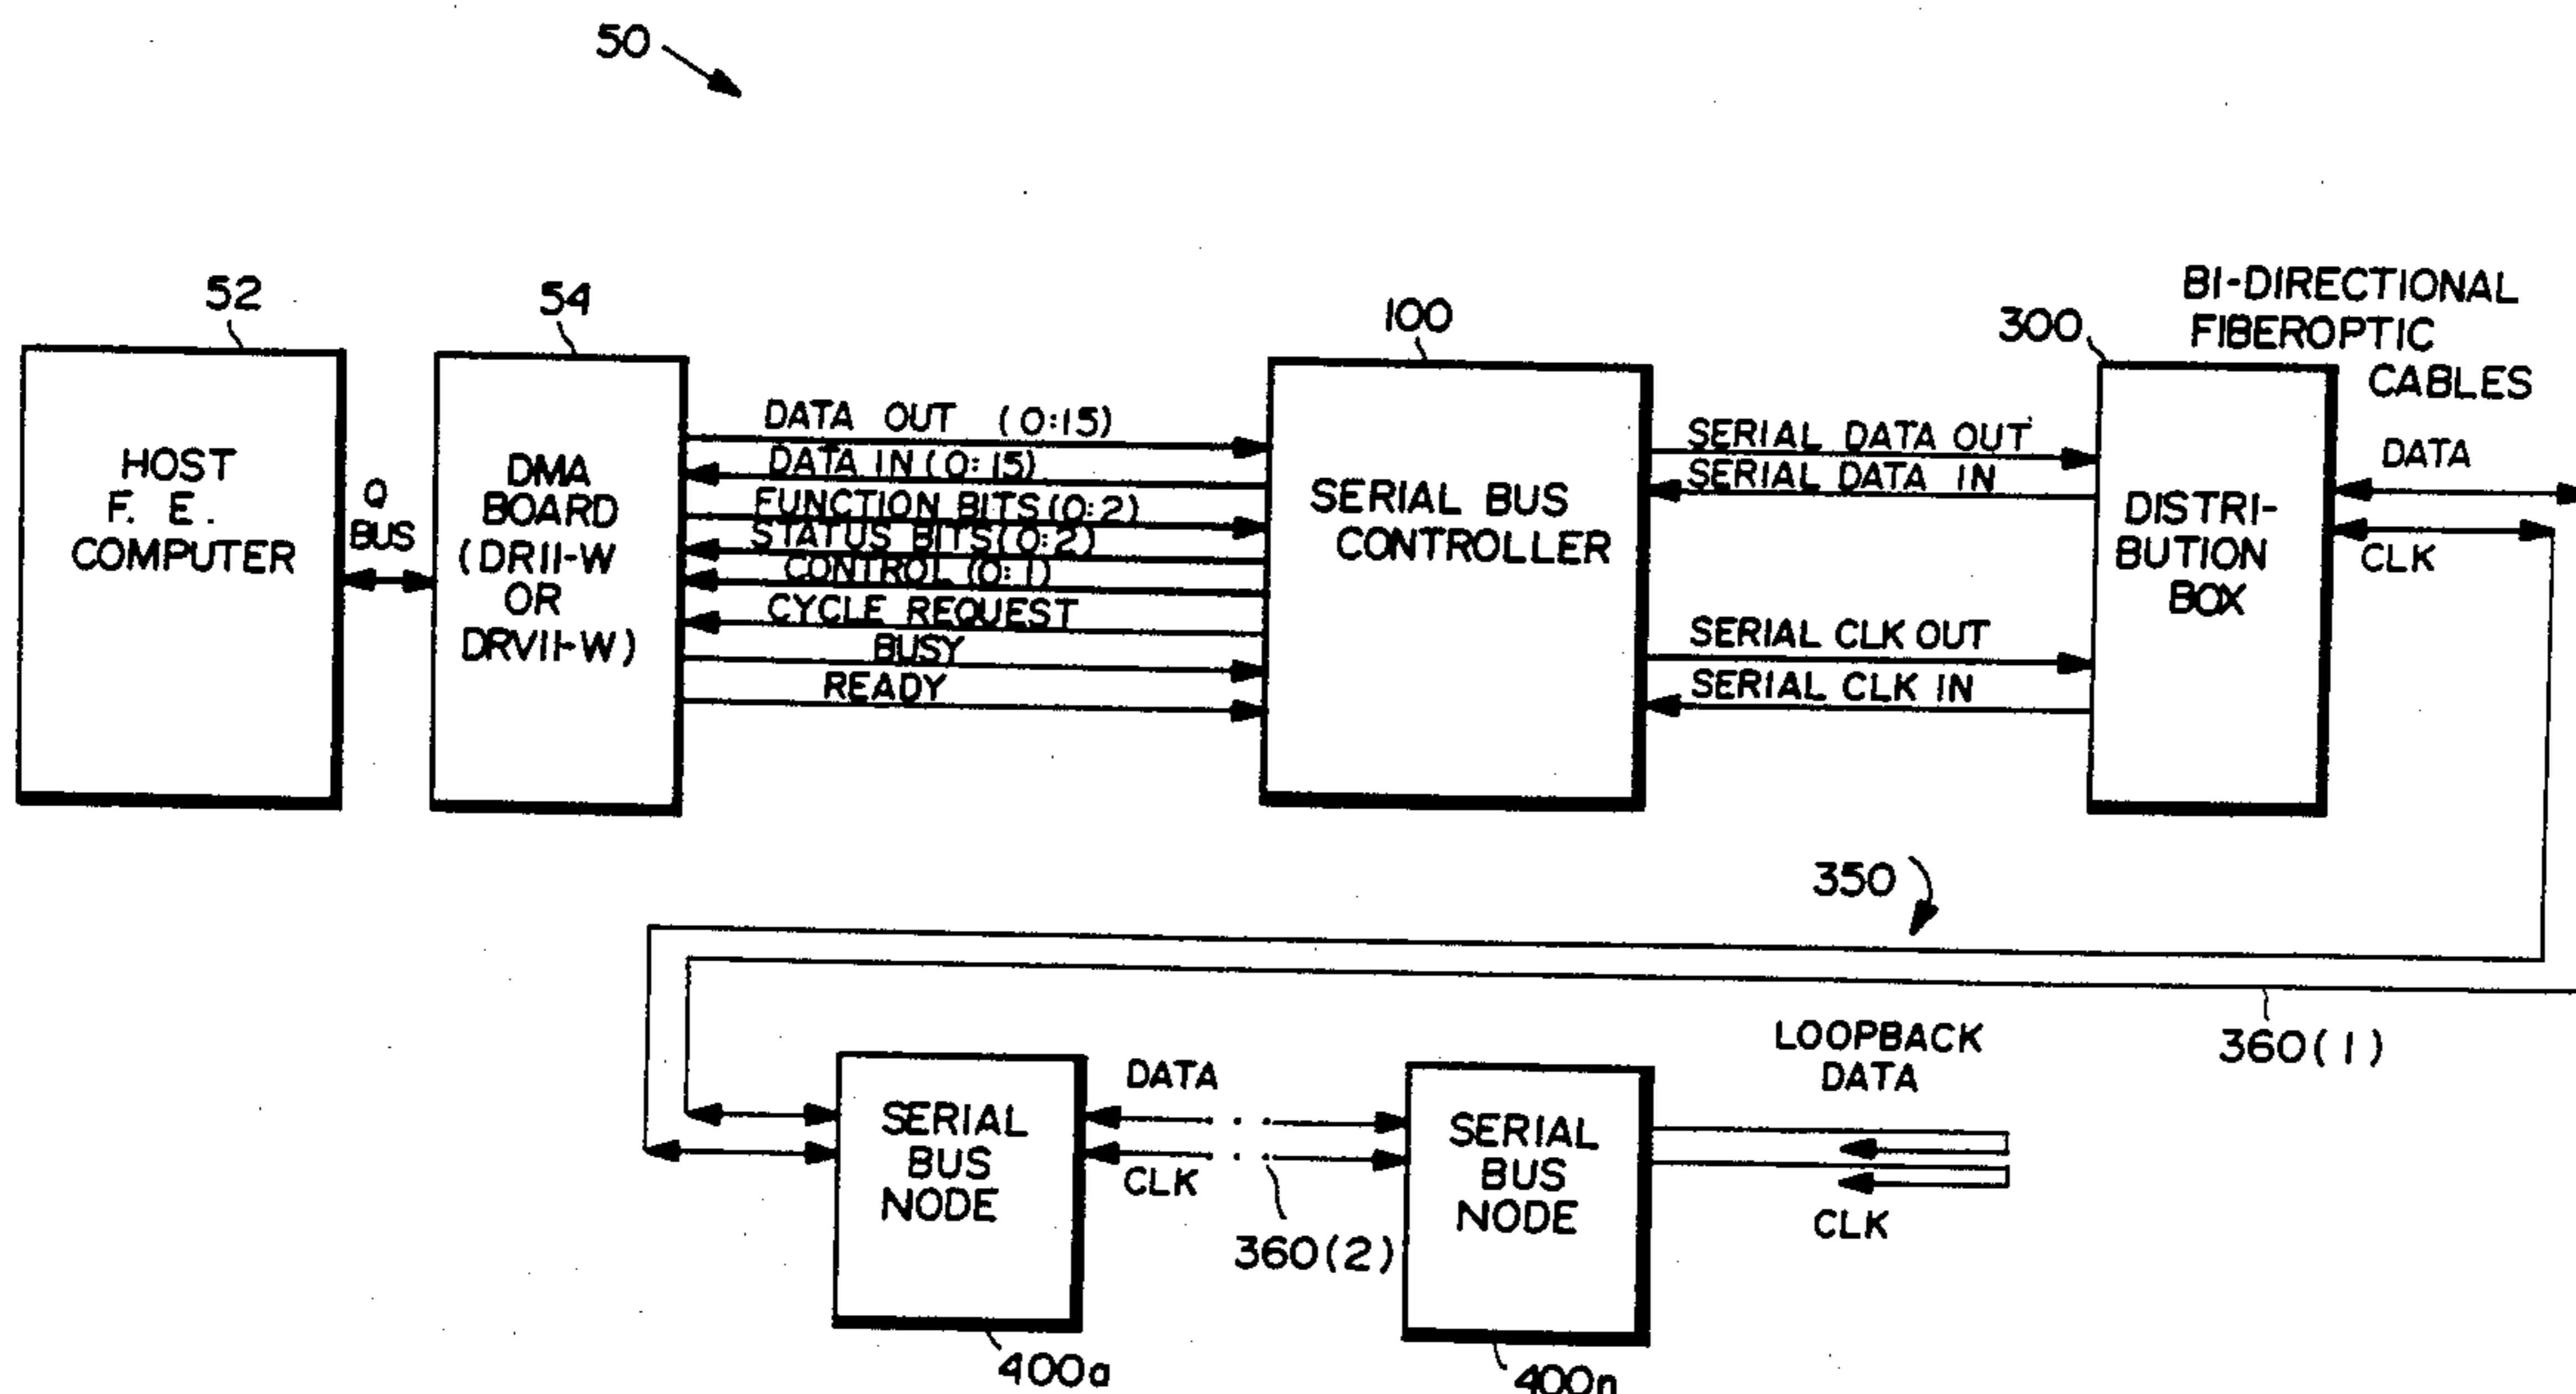 50
52
54
100
300
BI-DIRECTIONAL
FIBEROPTIC
CABLES
HOST
F. E.
COMPUTER
Q
BUS
DMA
BOARD
(DR11-W
OR
DRV11-W)
DATA OUT (0:15)
DATA IN (0:15)
FUNCTION BITS (0:2)
STATUS BITS (0:2)
CONTROL (0:1)
CYCLE REQUEST
BUSY
READY
SERIAL BUS
CONTROLLER
SERIAL DATA OUT
SERIAL DATA IN
SERIAL CLK OUT
SERIAL CLK IN
DISTRI-
BUTION
BOX
DATA
CLK
350
360(1)
SERIAL
BUS
NODE
400a
DATA
CLK
360(2)
SERIAL
BUS
NODE
400n
LOOPBACK
DATA
CLK